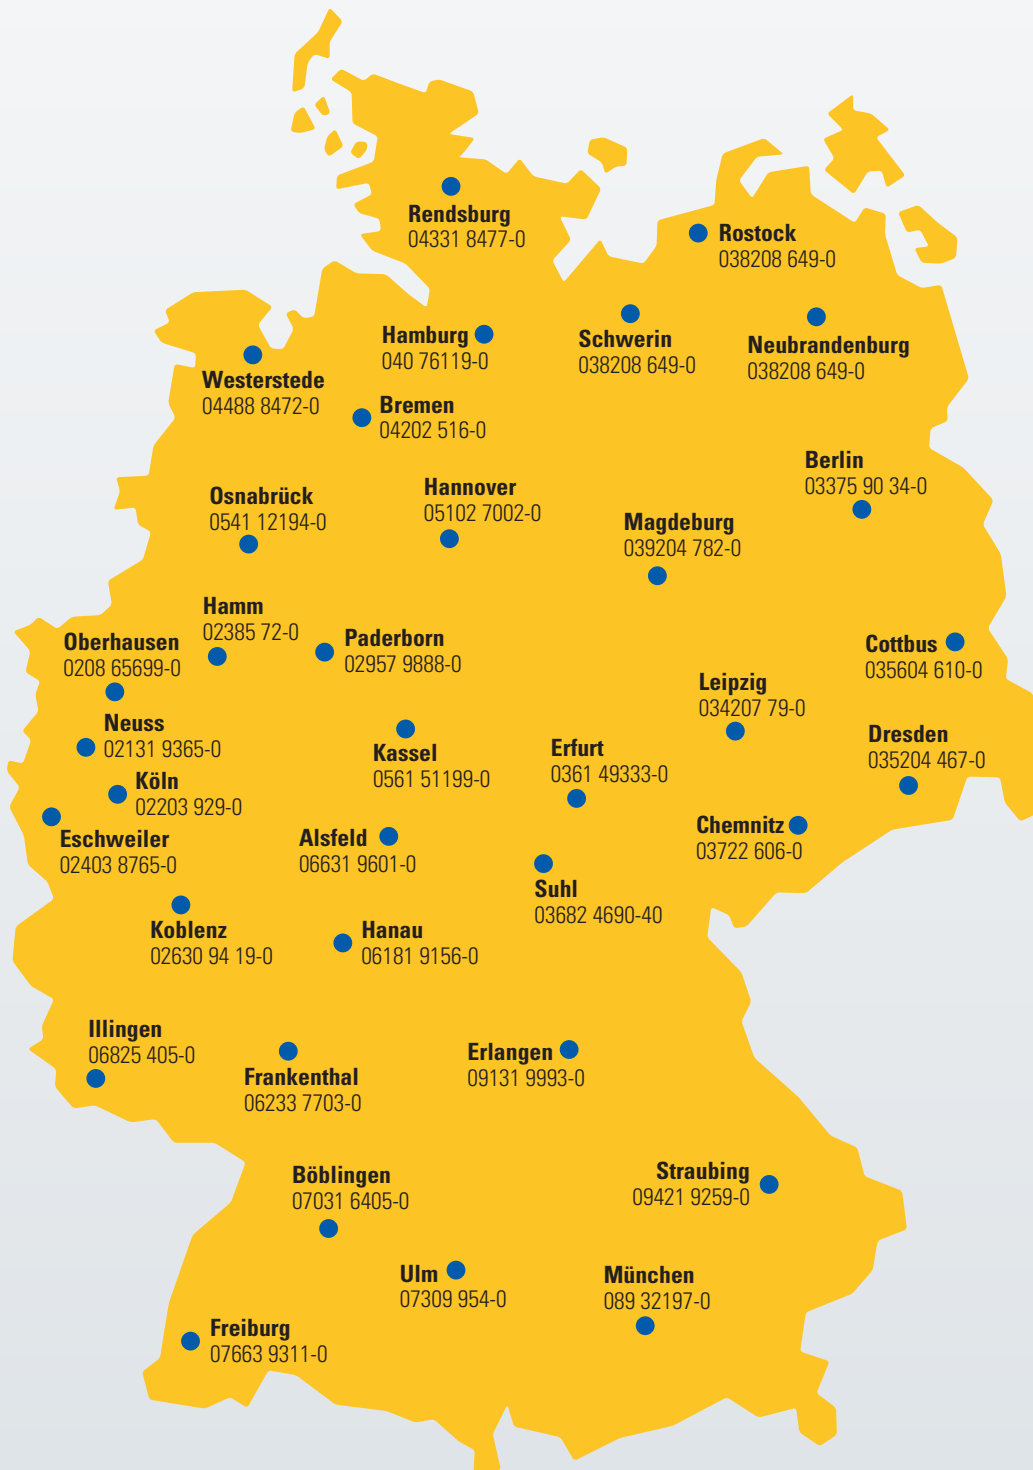 Rendsburg
04331 8477-0
Rostock
038208 649-0
Hamburg
040 76119-0
Schwerin
038208 649-0
Neubrandenburg
038208 649-0
Westerstede
04488 8472-0
Bremen
04202 516-0
Berlin
03375 90 34-0
Osnabrück
0541 12194-0
Hannover
05102 7002-0
Magdeburg
039204 782-0
Hamm
02385 72-0
Oberhausen
0208 65699-0
Paderborn
02957 9888-0
Cottbus
035604 610-0
Leipzig
034207 79-0
Neuss
02131 9365-0
Kassel
0561 51199-0
Erfurt
0361 49333-0
Dresden
035204 467-0
Köln
02203 929-0
Eschweiler
02403 8765-0
Alsfeld
06631 9601-0
Chemnitz
03722 606-0
Suhl
03682 4690-40
Koblenz
02630 94 19-0
Hanau
06181 9156-0
Illingen
06825 405-0
Frankenthal
06233 7703-0
Erlangen
09131 9993-0
Böblingen
07031 6405-0
Straubing
09421 9259-0
Ulm
07309 954-0
München
089 32197-0
Freiburg
07663 9311-0